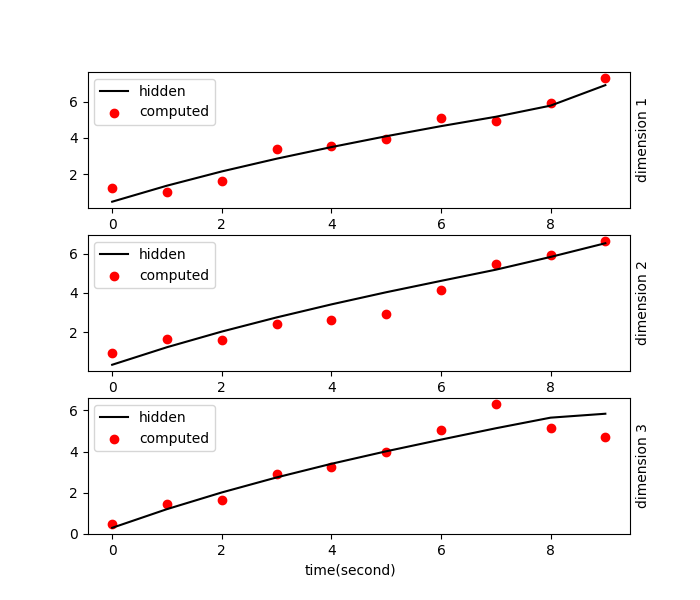 hidden
computed
6
4
2
0 2 4 6 8
dimension 1
hidden
computed
6
4
2
0 2 4 6 8
dimension 2
hidden
computed
6
4
2
0
0 2 4 6 8
dimension 3
time(second)